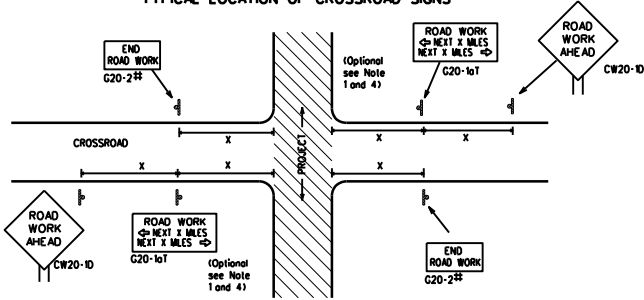 TYPICAL LOCATION OF CROSSROAD SIGNS
ROAD
WORK
AHEAD
CW20-1D
ROAD WORK
⇦ NEXT X MILES
NEXT X MILES ⇨
G20-1aT
(Optional
see Note
1 and 4)
END
ROAD WORK
G20-2#
X
X
X
CROSSROAD
PROJECT
X
X
X
ROAD
WORK
AHEAD
CW20-1D
ROAD WORK
⇦ NEXT X MILES
NEXT X MILES ⇨
G20-1aT
(Optional
see Note
1 and 4)
END
ROAD WORK
G20-2#